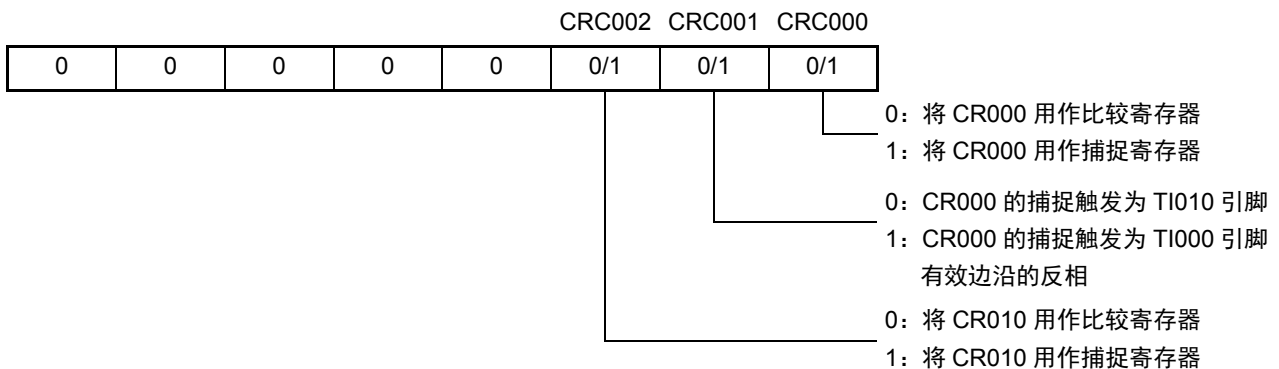 CRC002 CRC001 CRC000
0 0 0 0 0 0/1 0/1 0/1
0：将 CR000 用作比较寄存器
1：将 CR000 用作捕捉寄存器
0：CR000 的捕捉触发为 TI010 引脚
1：CR000 的捕捉触发为 TI000 引脚
有效边沿的反相
0：将 CR010 用作比较寄存器
1：将 CR010 用作捕捉寄存器